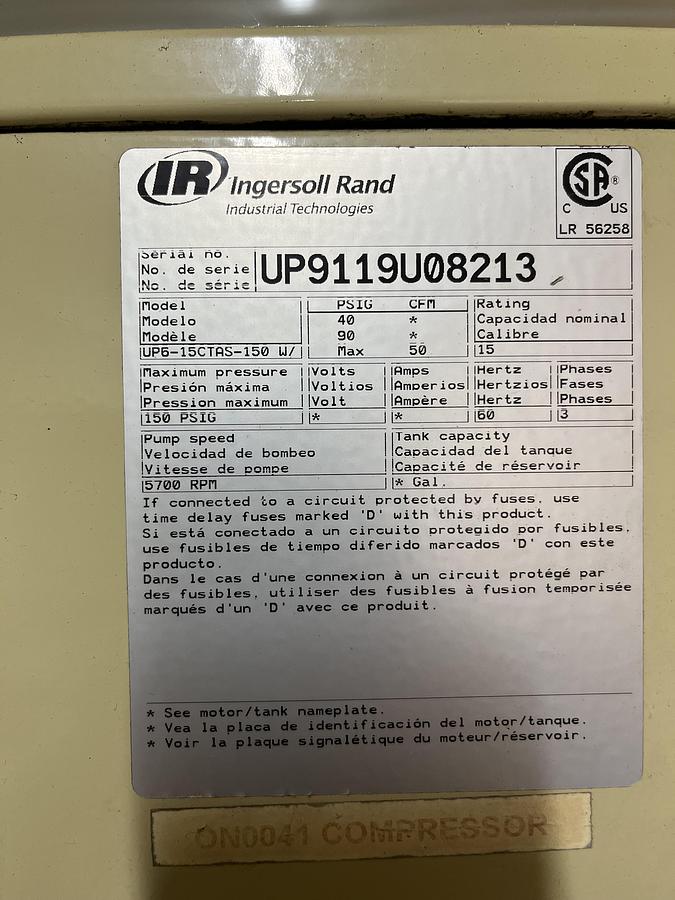 IR Ingersoll Rand
Industrial Technologies
CSA ®
C US
LR 56258
Serial no.
No. de serie
No. de série
UP9119U08213
Model
Modelo
Modèle
UP6-15CTAS-150 W/
PSIG CFM
40 *
90 *
Max 50
Rating
Capacidad nominal
Calibre
15
Maximum pressure
Presión máxima
Pression maximum
150 PSIG
Volts
Voltios
Volt
*
Amps
Amperios
Ampère
*
Hertz
Hertzios
Hertz
60
Phases
Fases
Phases
3
Pump speed
Velocidad de bombeo
Vitesse de pompe
5700 RPM
Tank capacity
Capacidad del tanque
Capacité de réservoir
* Gal.
If connected to a circuit protected by fuses, use
time delay fuses marked 'D' with this product.
Si está conectado a un circuito protegido por fusibles,
use fusibles de tiempo diferido marcados 'D' con este
producto.
Dans le cas d'une connexion à un circuit protégé par
des fusibles, utiliser des fusibles à fusion temporisée
marqués d'un 'D' avec ce produit.
* See motor/tank nameplate.
* Vea la placa de identificación del motor/tanque.
* Voir la plaque signalétique du moteur/réservoir.
ON0041 COMPRESSOR